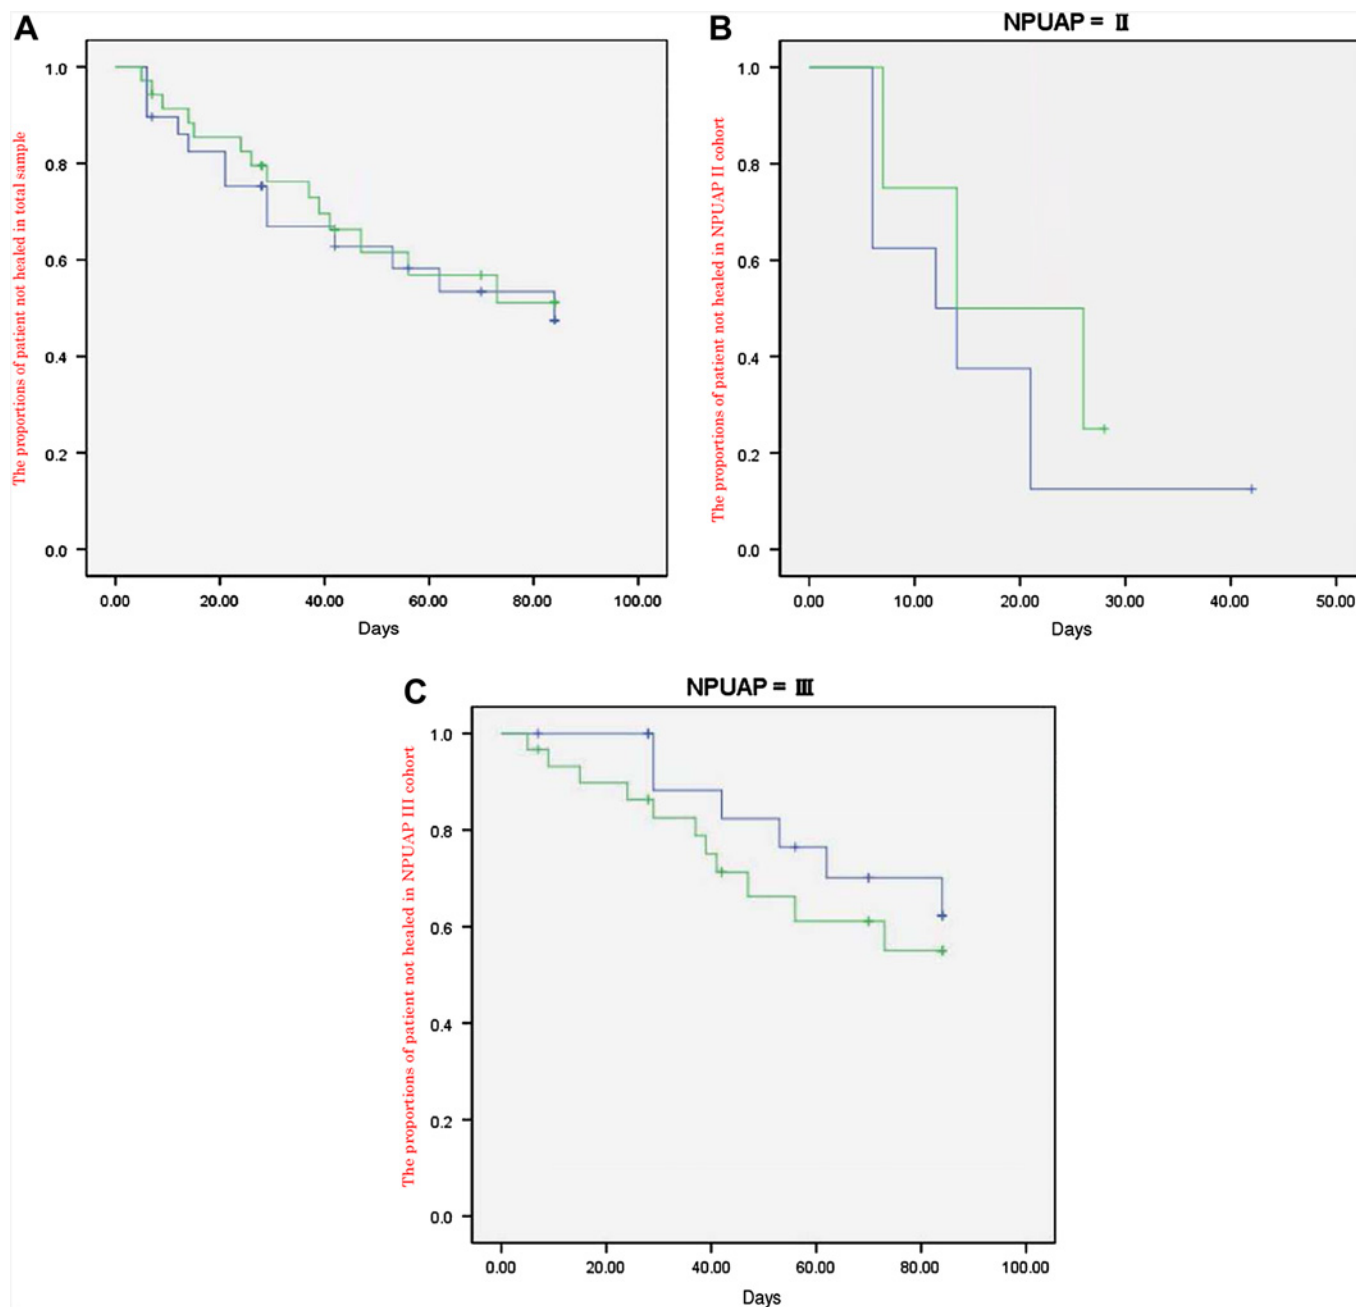 A
The proportions of patient not healed in total sample
1.0
0.8
0.6
0.4
0.2
0.0
0.00 20.00 40.00 60.00 80.00 100.00
Days
B
NPUAP = II
The proportions of patient not healed in NPUAP II cohort
1.0
0.8
0.6
0.4
0.2
0.0
0.00 10.00 20.00 30.00 40.00 50.00
Days
C
NPUAP = III
The proportions of patient not healed in NPUAP III cohort
1.0
0.8
0.6
0.4
0.2
0.0
0.00 20.00 40.00 60.00 80.00 100.00
Days